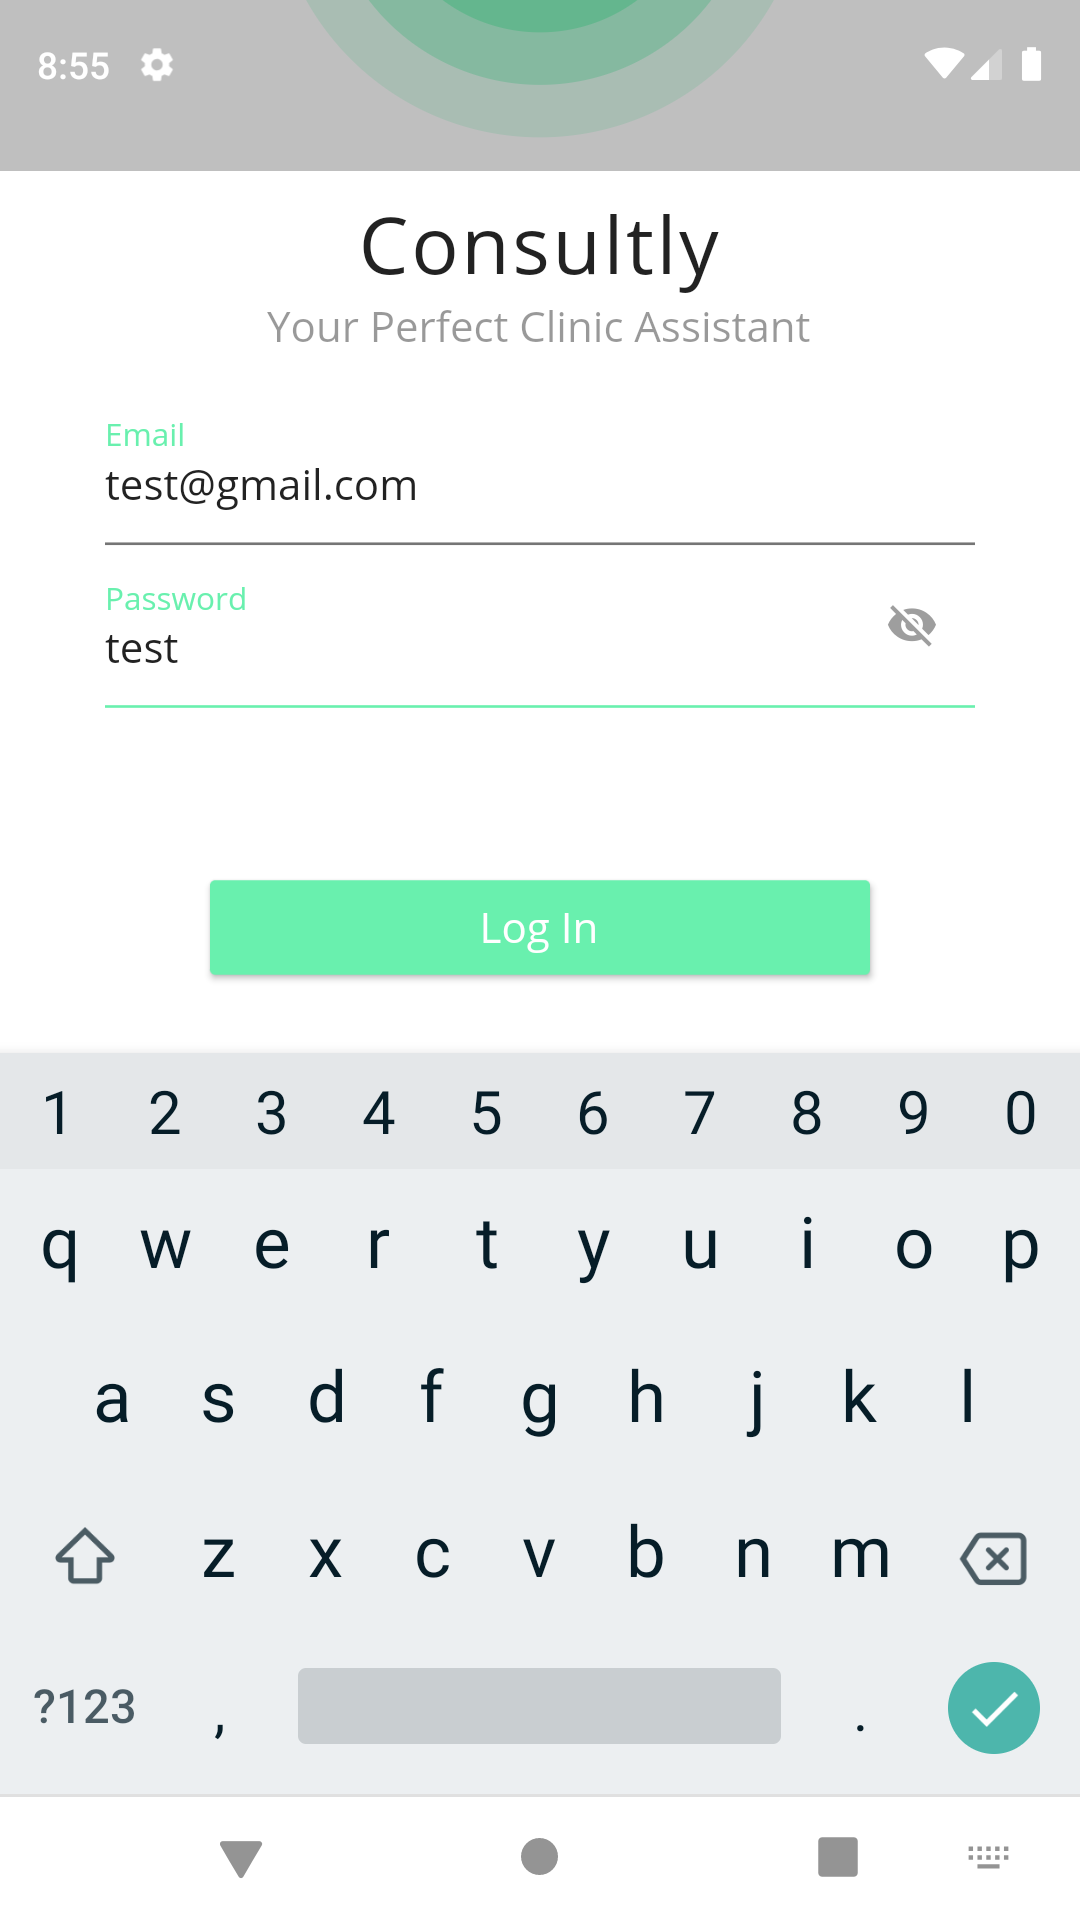 8:55
Consultly
Your Perfect Clinic Assistant
Email
test@gmail.com
Password
test
Log In
1 2 3 4 5 6 7 8 9 0
q w e r t y u i o p
a s d f g h j k l
z x c v b n m
?123 , .